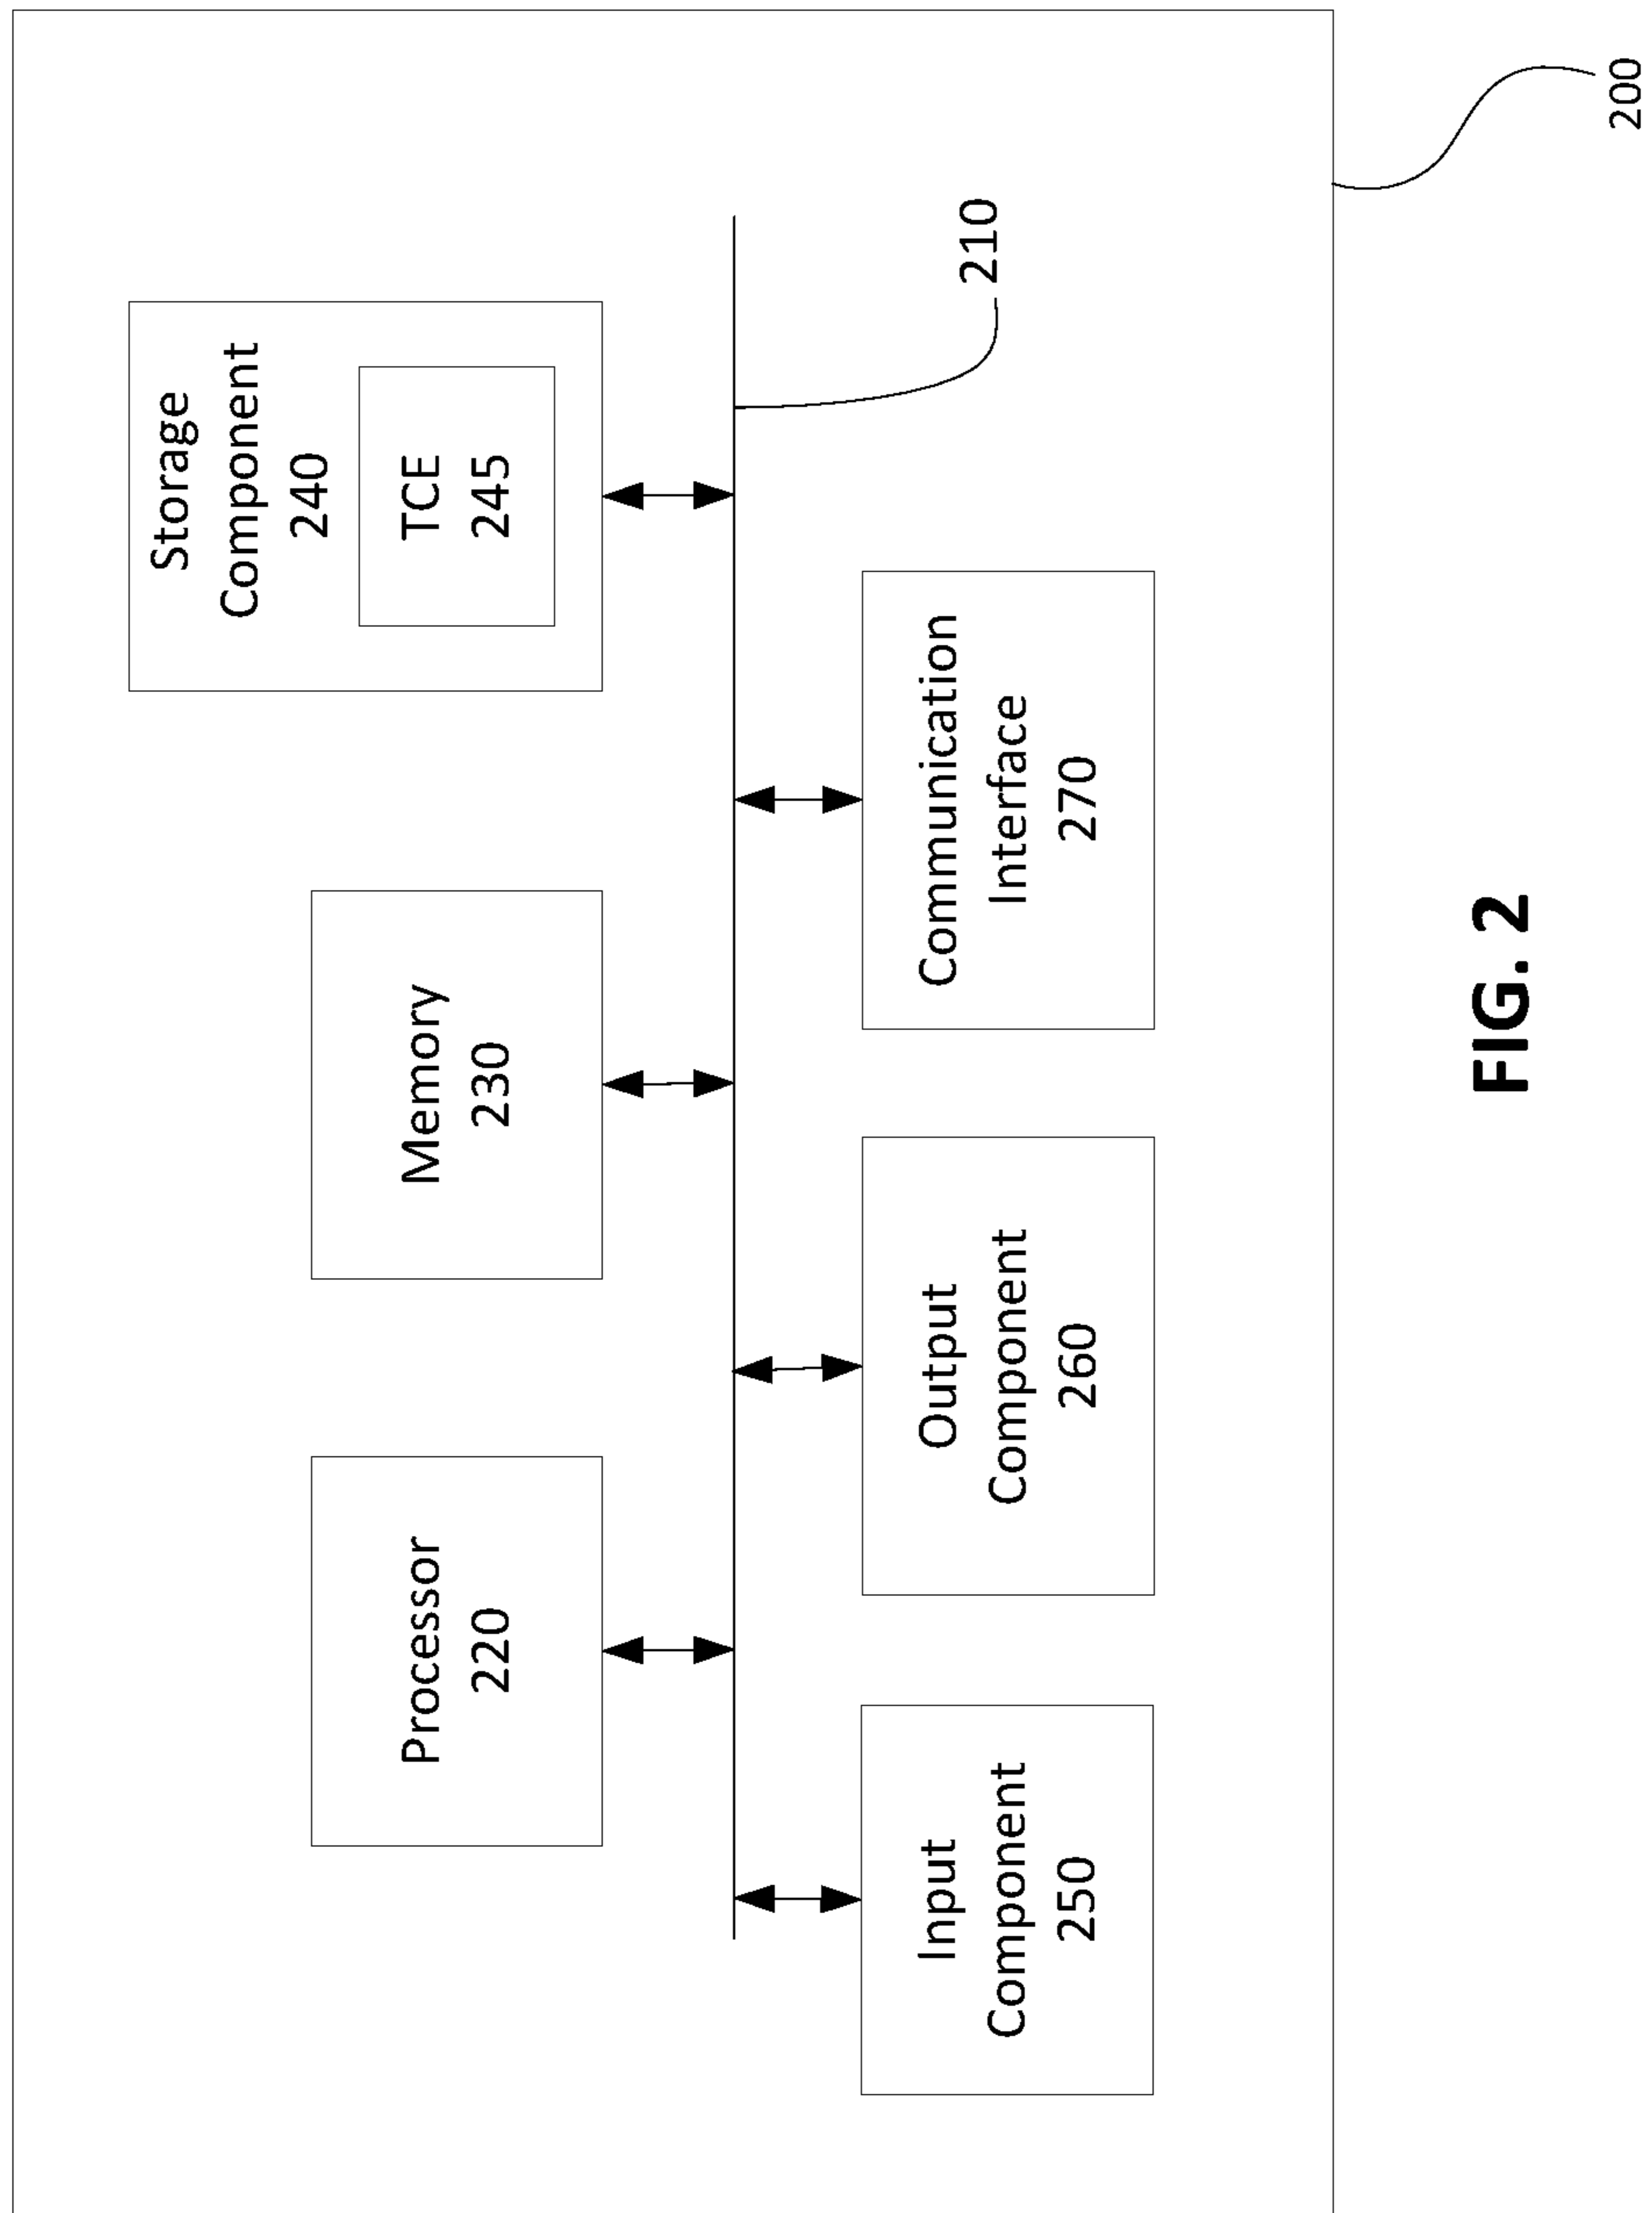 Processor
220
Memory
230
Storage
Component
240
TCE
245
210
Input
Component
250
Output
Component
260
Communication
Interface
270
200
FIG. 2